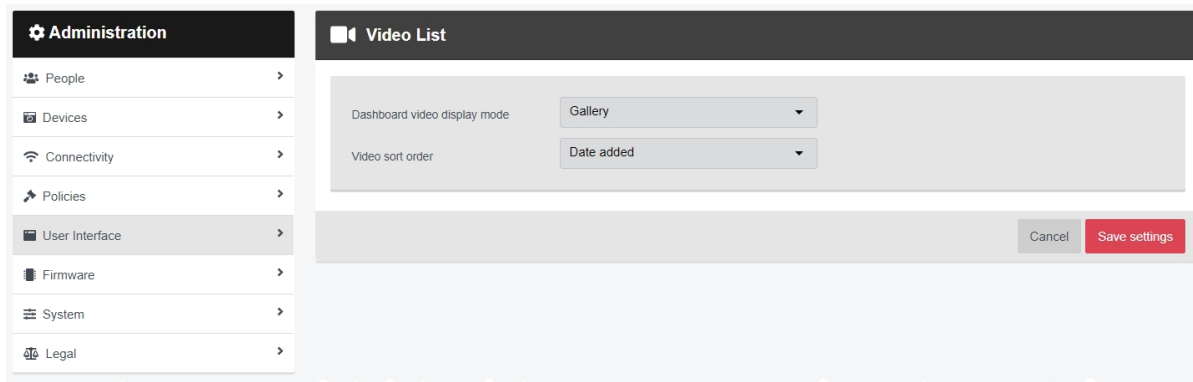 Administration
People
Devices
Connectivity
Policies
User Interface
Firmware
System
Legal
Video List
Dashboard video display mode
Gallery
Video sort order
Date added
Cancel
Save settings